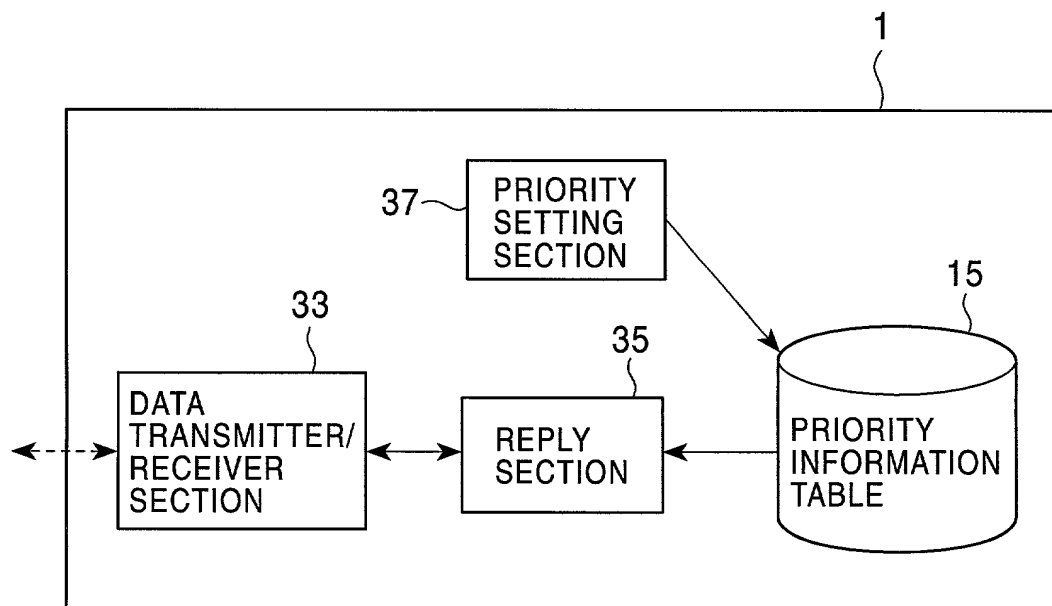 1
37
PRIORITY
SETTING
SECTION
15
33
35
DATA
TRANSMITTER/
RECEIVER
SECTION
REPLY
SECTION
PRIORITY
INFORMATION
TABLE